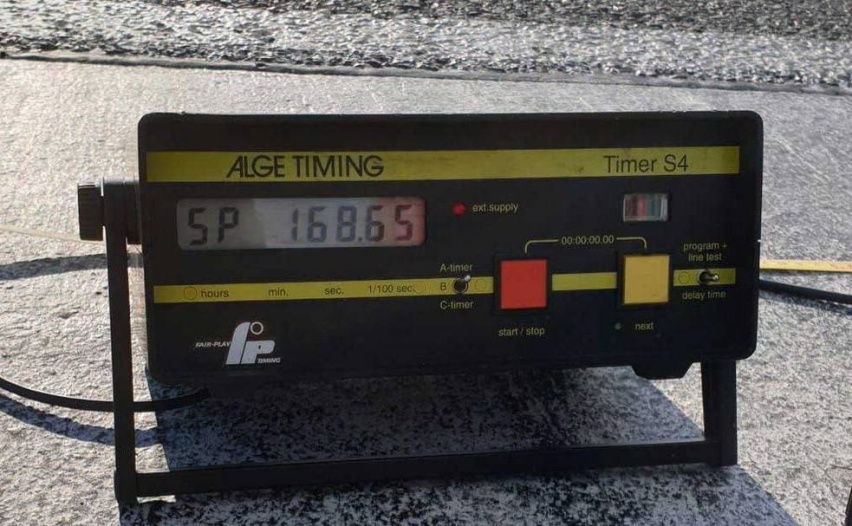 ALGE TIMING
Timer S4
SP 168.65
ext.supply
00:00:00.00
program +
line test
A-timer
B
C-timer
hours min. sec. 1/100 sec.
delay time
start / stop
next
FAIR-PLAY
fp
TIMING